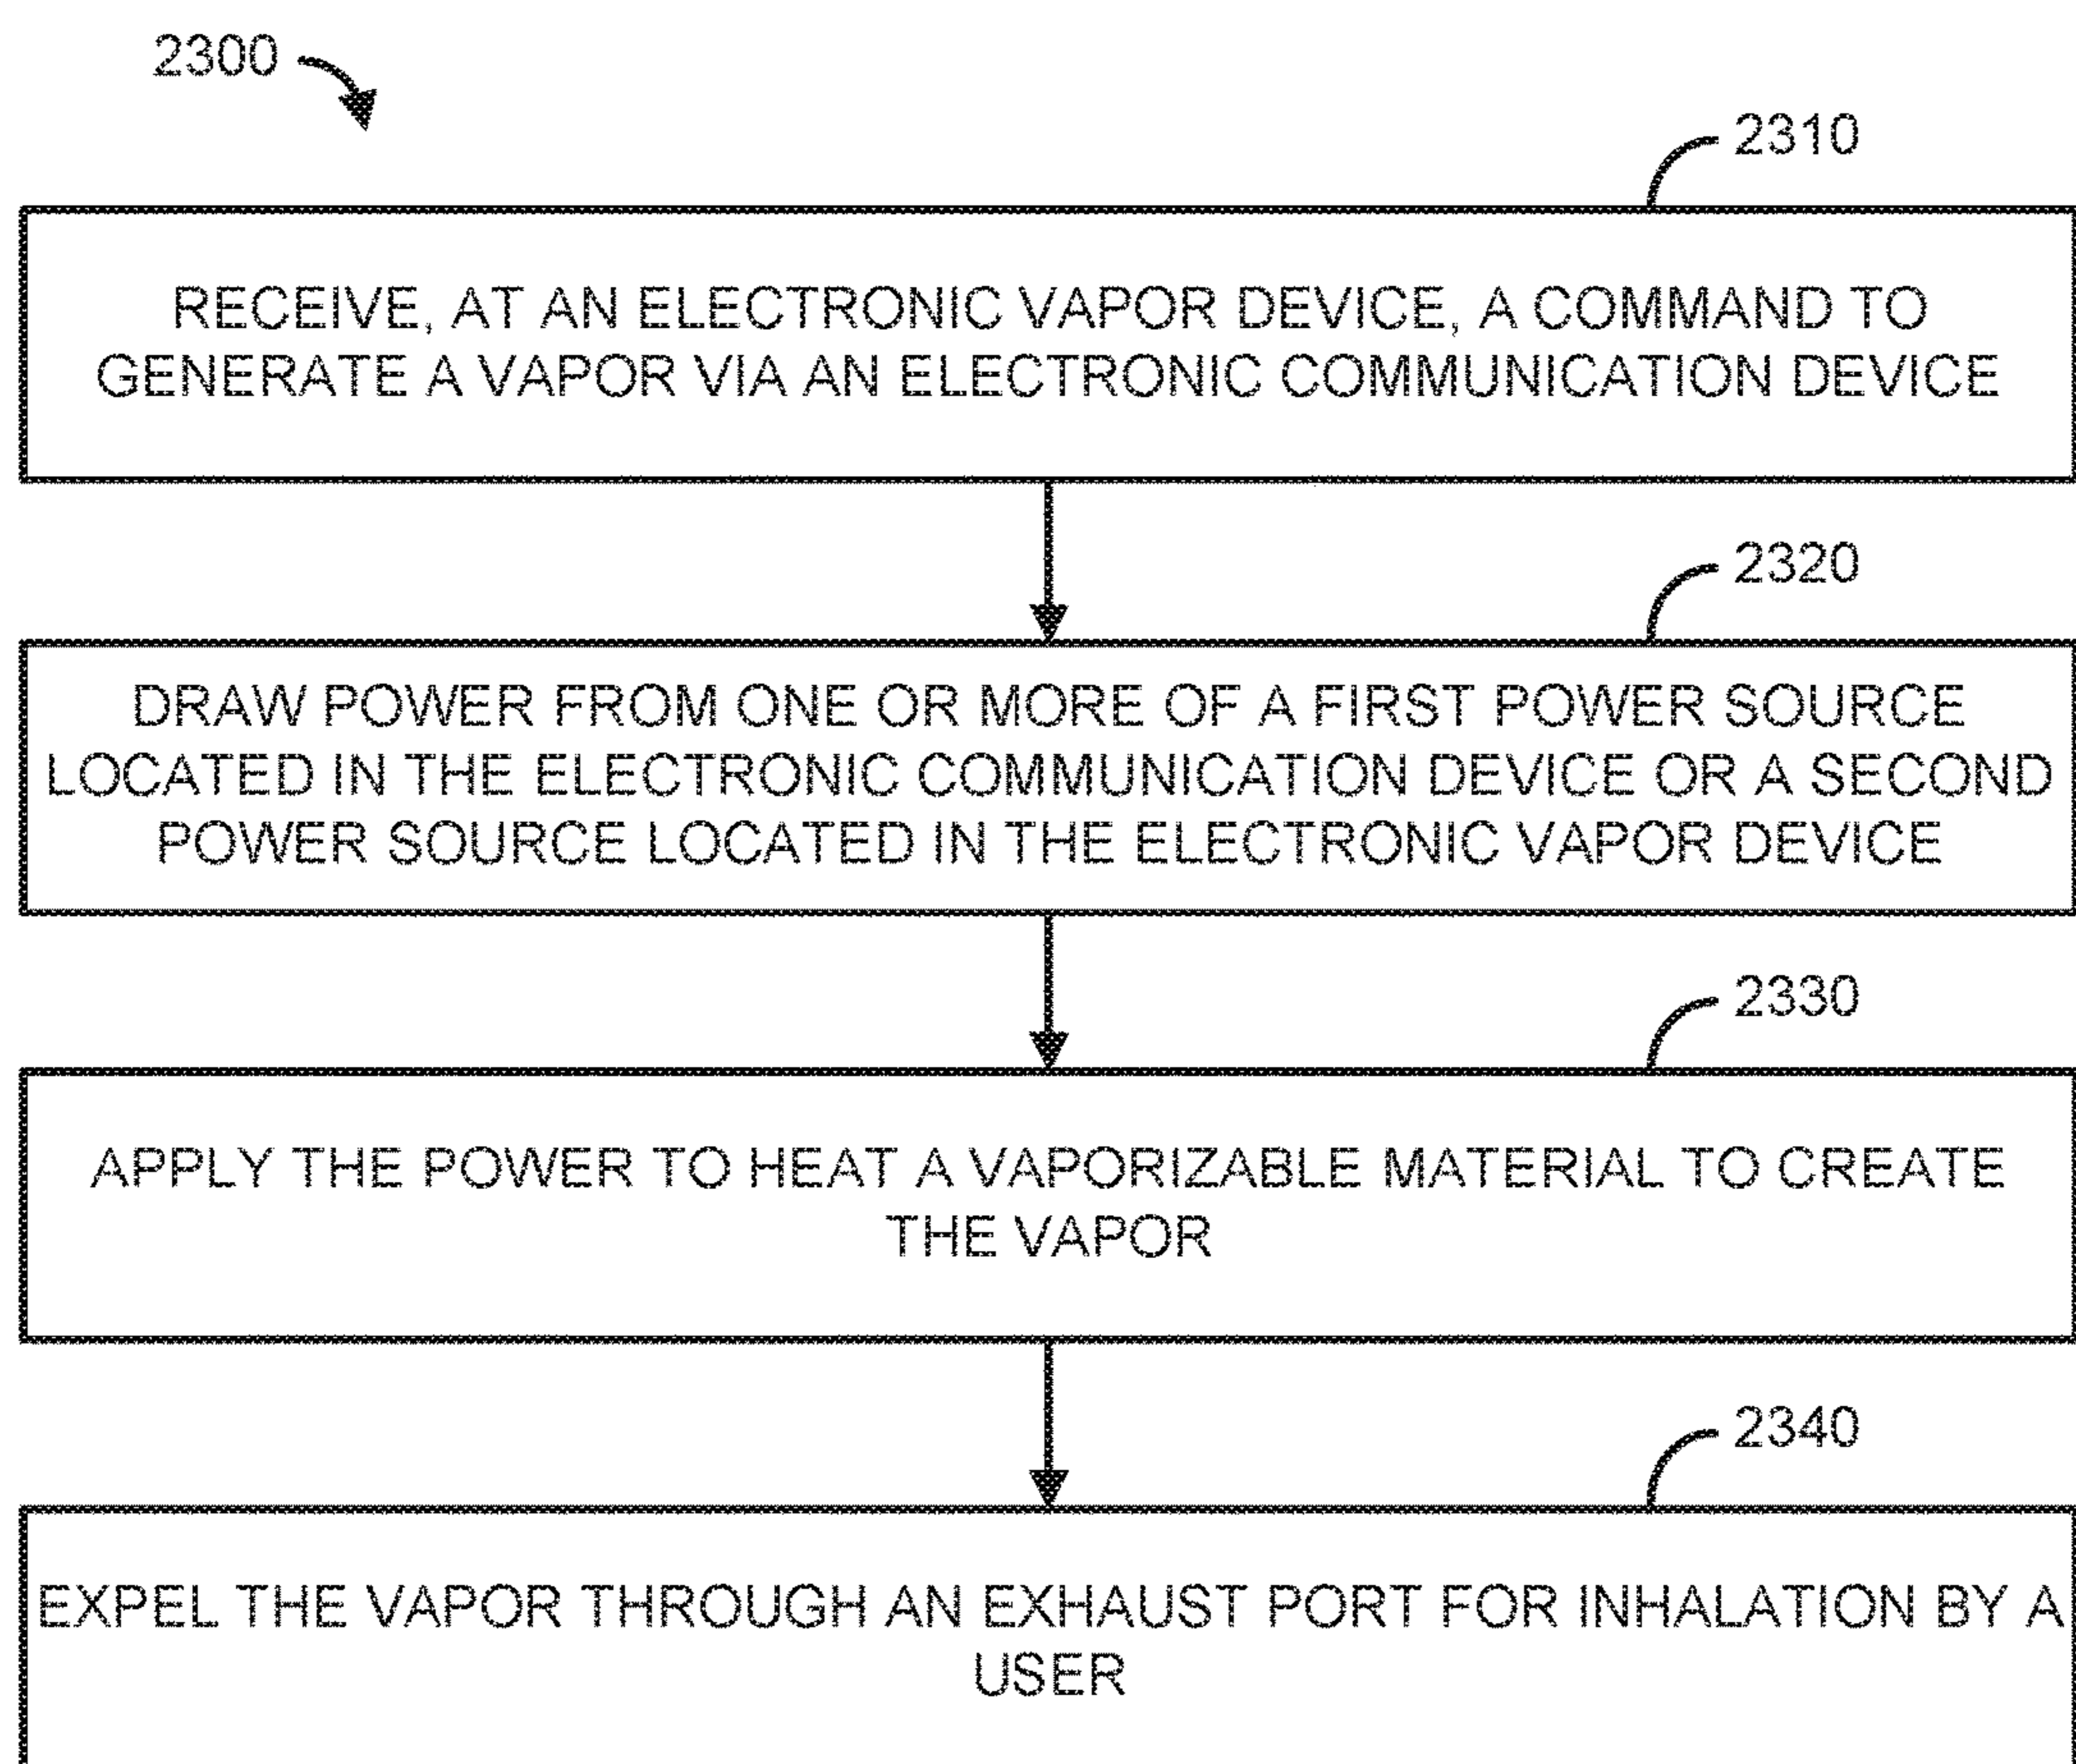 2300
2310
RECEIVE, AT AN ELECTRONIC VAPOR DEVICE, A COMMAND TO
GENERATE A VAPOR VIA AN ELECTRONIC COMMUNICATION DEVICE
2320
DRAW POWER FROM ONE OR MORE OF A FIRST POWER SOURCE
LOCATED IN THE ELECTRONIC COMMUNICATION DEVICE OR A SECOND
POWER SOURCE LOCATED IN THE ELECTRONIC VAPOR DEVICE
2330
APPLY THE POWER TO HEAT A VAPORIZABLE MATERIAL TO CREATE
THE VAPOR
2340
EXPEL THE VAPOR THROUGH AN EXHAUST PORT FOR INHALATION BY A
USER